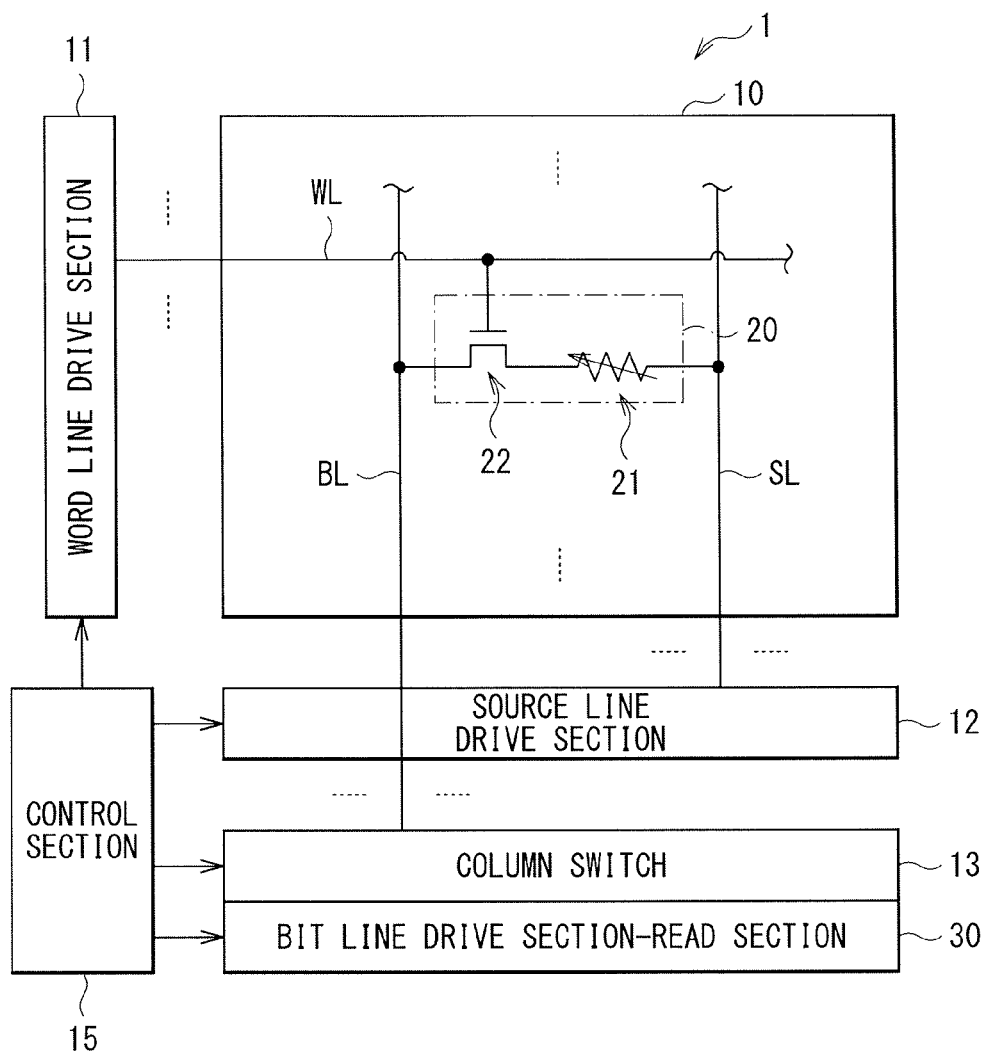 1
11
10
WL
WORD LINE DRIVE SECTION
20
22
21
BL
SL
SOURCE LINE
DRIVE SECTION
12
CONTROL
SECTION
COLUMN SWITCH
13
BIT LINE DRIVE SECTION-READ SECTION
30
15